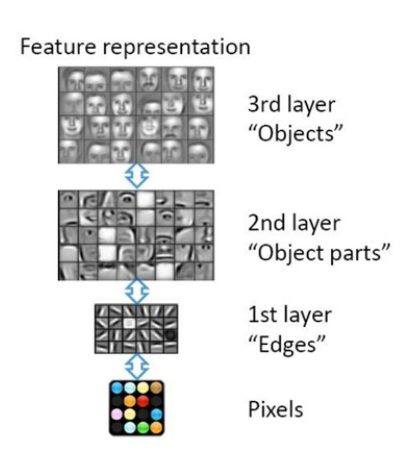 Feature representation
3rd layer
“Objects”
2nd layer
“Object parts”
1st layer
“Edges”
Pixels